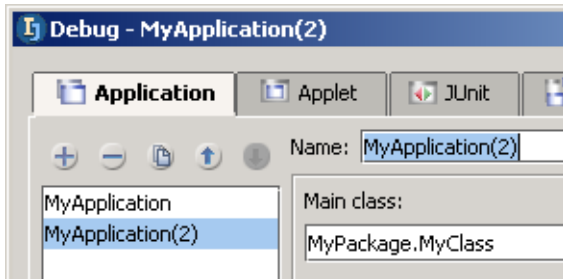 Debug - MyApplication(2)
Application Applet JUnit
Name: MyApplication(2)
MyApplication
MyApplication(2)
Main class:
MyPackage.MyClass